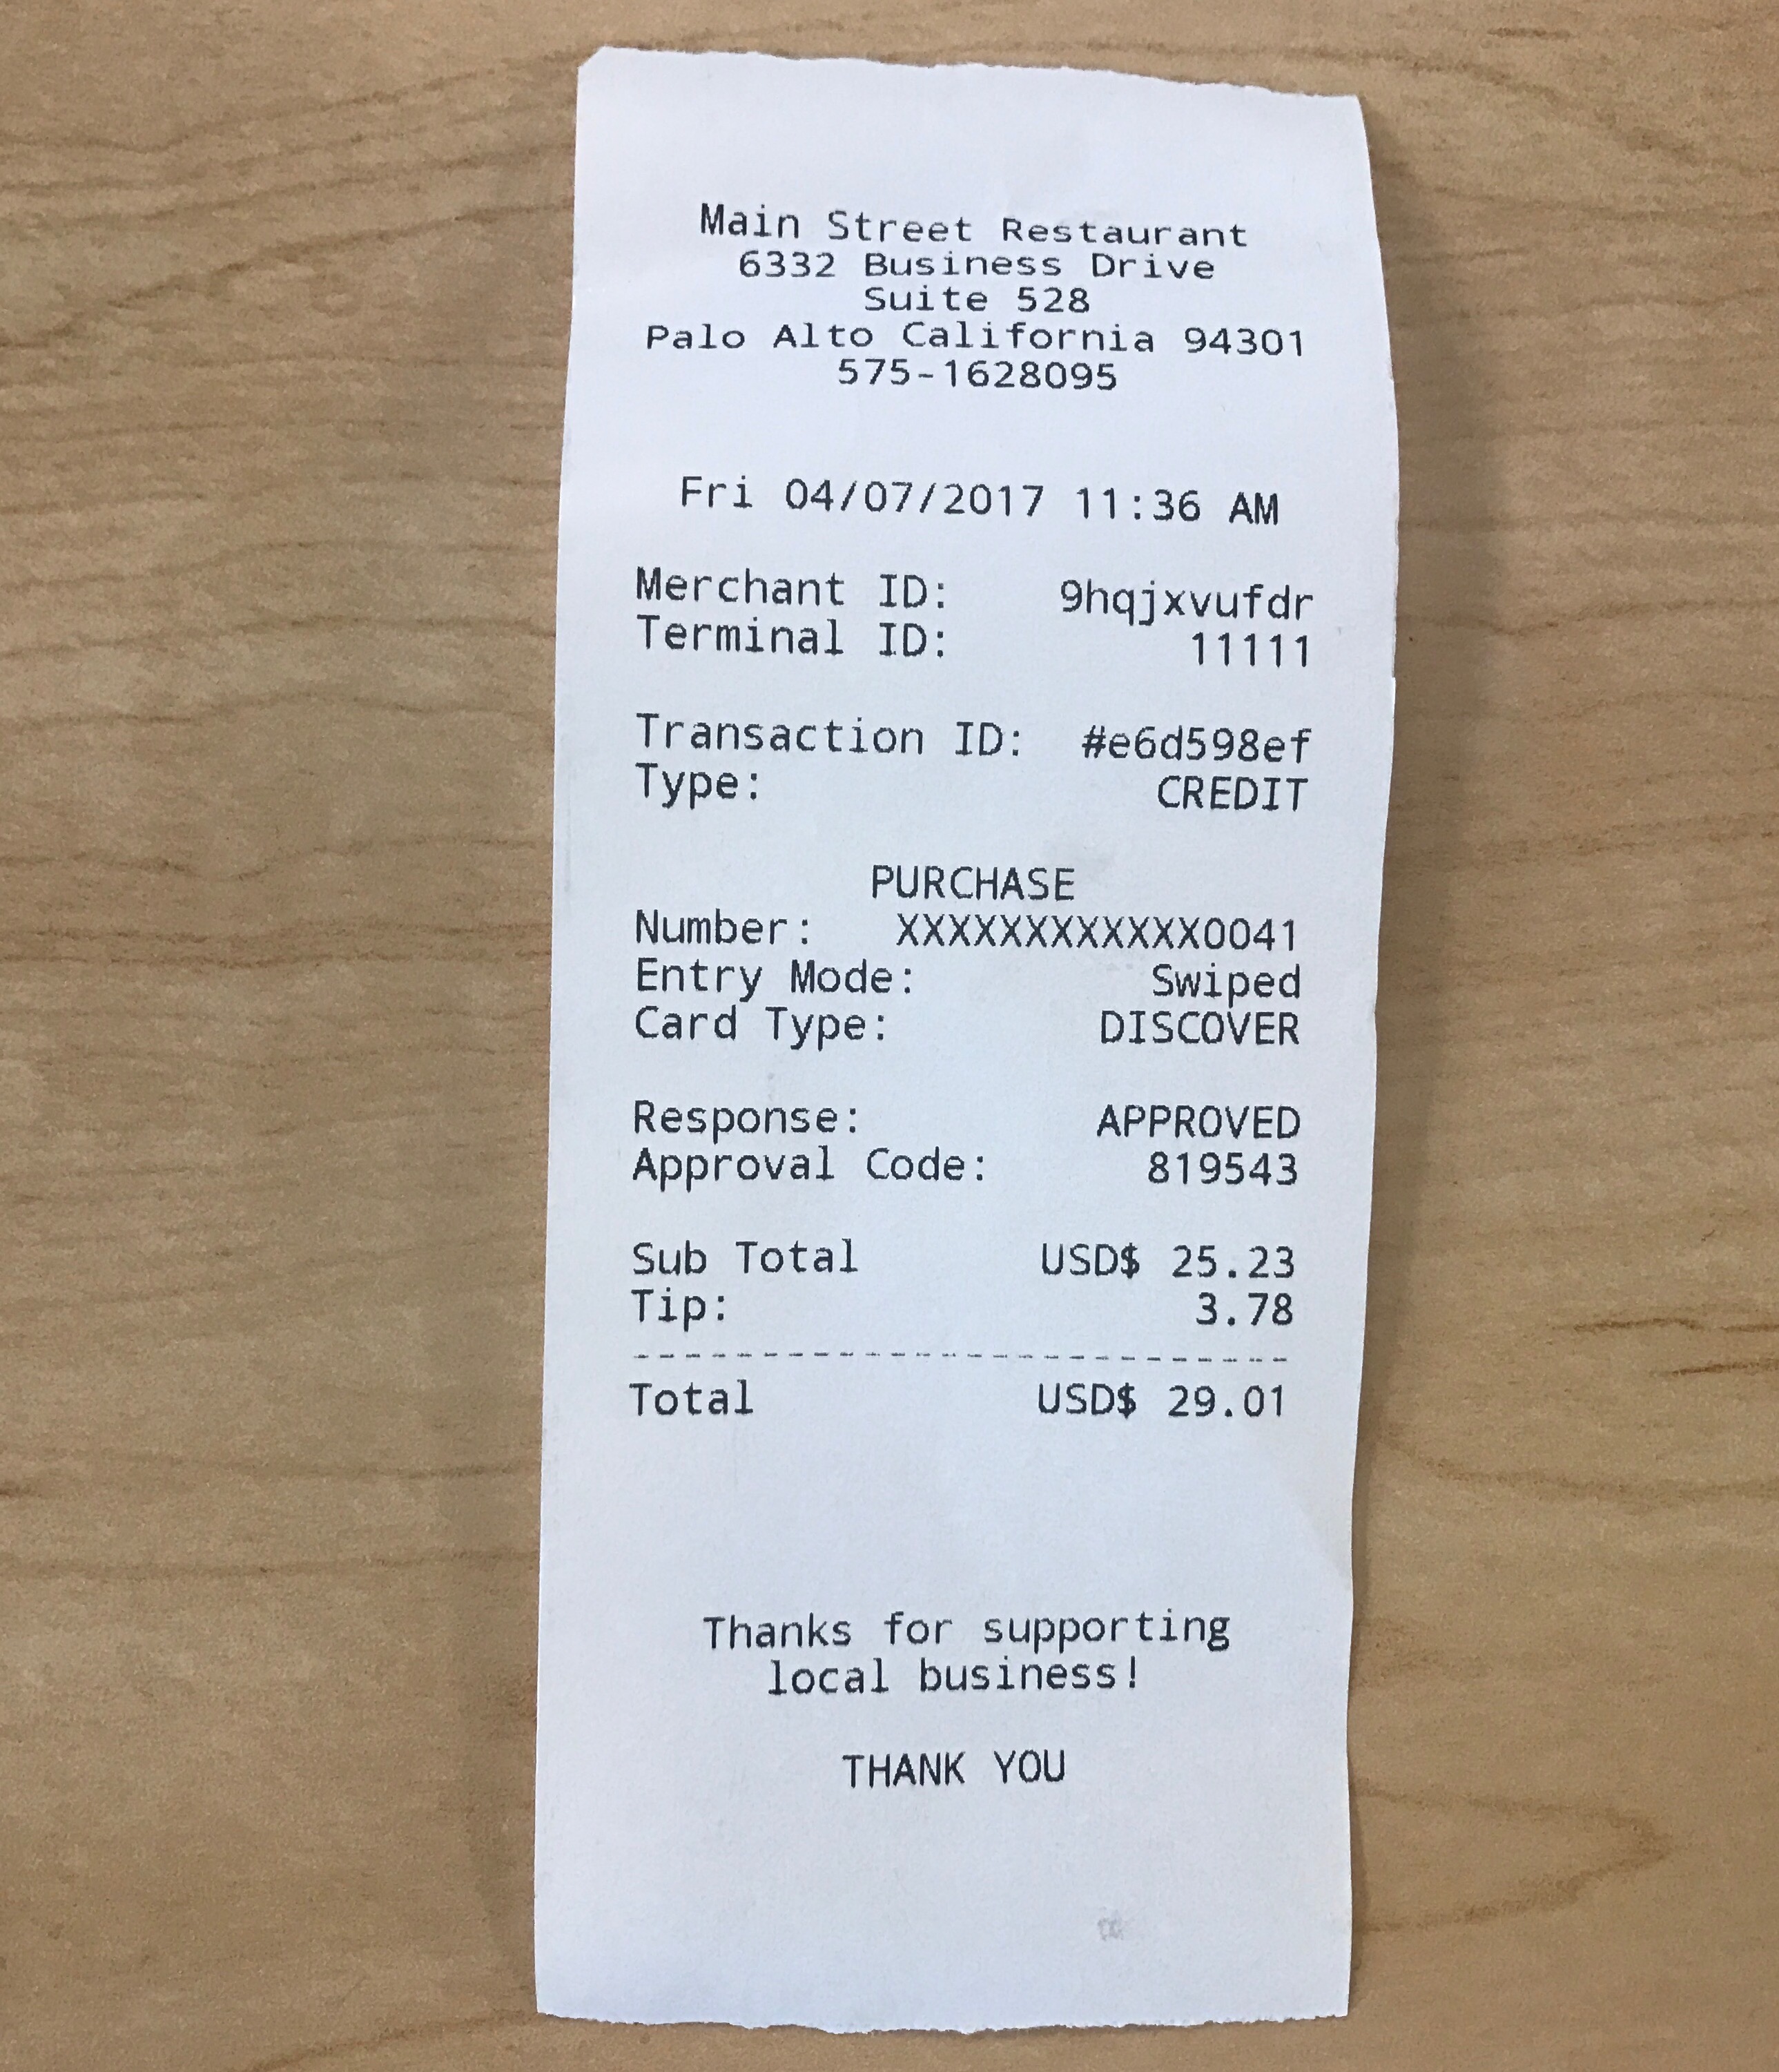 Main Street Restaurant
6332 Business Drive
Suite 528
Palo Alto California 94301
575-1628095
Fri 04/07/2017 11:36 AM
Merchant ID: 9hqjxvufdr
Terminal ID: 11111
Transaction ID: #e6d598ef
Type: CREDIT
PURCHASE
Number: XXXXXXXXXXXX0041
Entry Mode: Swiped
Card Type: DISCOVER
Response: APPROVED
Approval Code: 819543
Sub Total USD$ 25.23
Tip: 3.78
--------------------------
Total USD$ 29.01
Thanks for supporting
local business!
THANK YOU